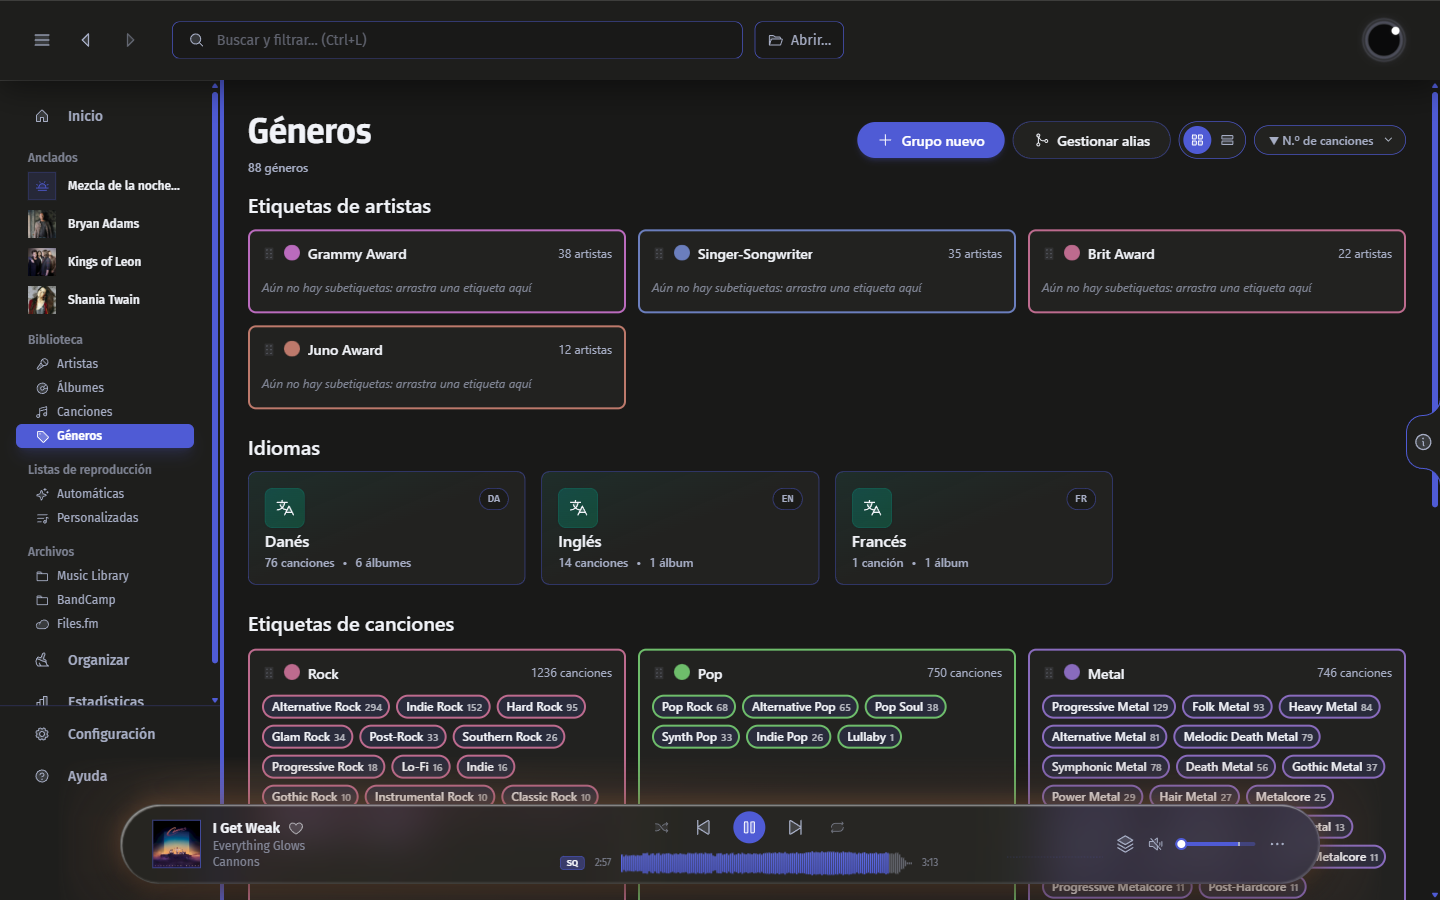 Buscar y filtrar... (Ctrl+L)
Abrir...
Inicio
Anclados
Mezcla de la noche...
Bryan Adams
Kings of Leon
Shania Twain
Biblioteca
Artistas
Álbumes
Canciones
Géneros
Listas de reproducción
Automáticas
Personalizadas
Archivos
Music Library
BandCamp
Files.fm
Organizar
Estadísticas
Configuración
Ayuda
Géneros
88 géneros
Grupo nuevo
Gestionar alias
▼ N.º de canciones
Etiquetas de artistas
Grammy Award 38 artistas
Aún no hay subetiquetas: arrastra una etiqueta aquí
Singer-Songwriter 35 artistas
Aún no hay subetiquetas: arrastra una etiqueta aquí
Brit Award 22 artistas
Aún no hay subetiquetas: arrastra una etiqueta aquí
Juno Award 12 artistas
Aún no hay subetiquetas: arrastra una etiqueta aquí
Idiomas
DA
Danés
76 canciones • 6 álbumes
EN
Inglés
14 canciones • 1 álbum
FR
Francés
1 canción • 1 álbum
Etiquetas de canciones
Rock 1236 canciones
Alternative Rock 294 Indie Rock 152 Hard Rock 95
Glam Rock 34 Post-Rock 33 Southern Rock 26
Progressive Rock 18 Lo-Fi 16 Indie 16
Gothic Rock 10 Instrumental Rock 10 Classic Rock 10
Pop 750 canciones
Pop Rock 68 Alternative Pop 65 Pop Soul 38
Synth Pop 33 Indie Pop 26 Lullaby 1
Metal 746 canciones
Progressive Metal 129 Folk Metal 93 Heavy Metal 84
Alternative Metal 81 Melodic Death Metal 79
Symphonic Metal 78 Death Metal 56 Gothic Metal 37
Power Metal 29 Hair Metal 27 Metalcore 25
tal 13
Metalcore 11
Progressive Metalcore 11 Post-Hardcore 11
I Get Weak
Everything Glows
Cannons
SQ 2:57
3:13